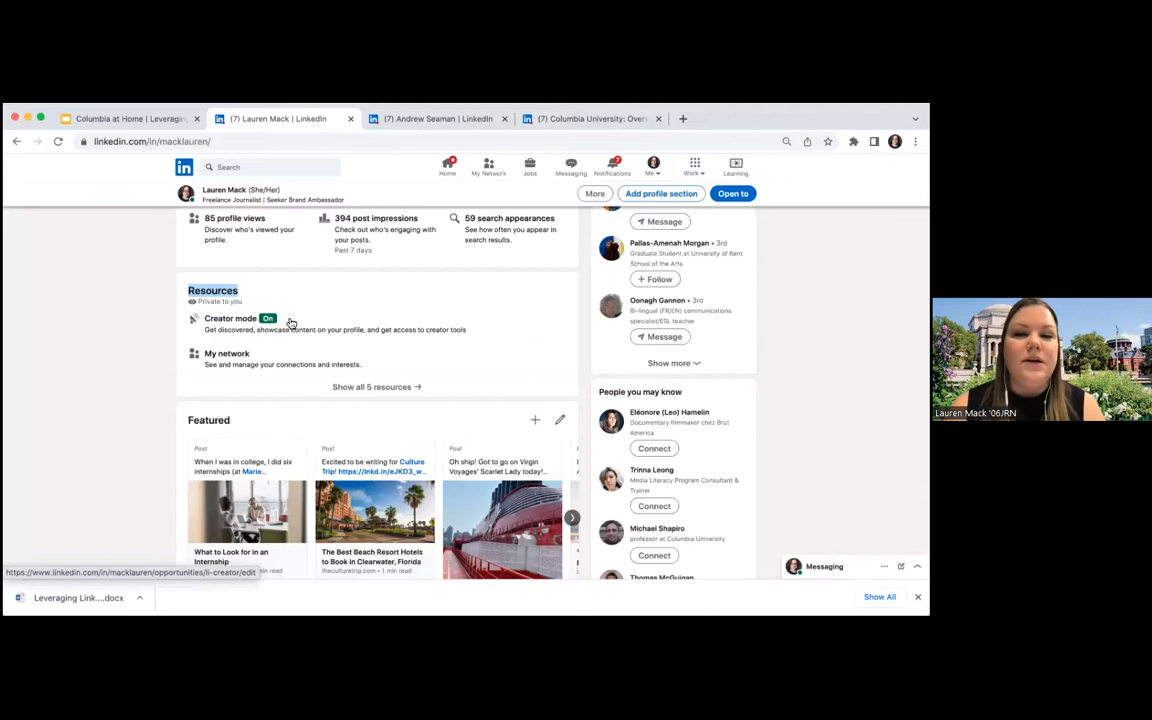 Columbia at Home | Leveragin
(7) Lauren Mack | LinkedIn
(7) Andrew Seaman | LinkedIn
(7) Columbia University: Over
linkedin.com/in/macklauren/
in
Search
Home
My Network
Jobs
Messaging
7
Notifications
Me
Work
Learning
Lauren Mack (She/Her)
Freelance Journalist | Seeker Brand Ambassador
More
Add profile section
Open to
85 profile views
Discover who's viewed your
profile.
394 post impressions
Check out who's engaging with
your posts.
Past 7 days
59 search appearances
See how often you appear in
search results.
Resources
Private to you
Creator mode On
Get discovered, showcase content on your profile, and get access to creator tools
My network
See and manage your connections and interests.
Show all 5 resources →
Featured
Post
When I was in college, I did six
internships (at Marie...
What to Look for in an
Internship
Post
Excited to be writing for Culture
Trip! https://lnkd.in/eJKD3_w...
The Best Beach Resort Hotels
to Book in Clearwater, Florida
theculturetrip.com • 1 min read
Post
Oh ship! Got to go on Virgin
Voyages' Scarlet Lady today!...
Message
Pallas-Amenah Morgan • 3rd
Graduate Student at University of Kent
School of the Arts
+ Follow
Oonagh Gannon • 3rd
Bi-lingual (FR/EN) communications
specialist/ESL teacher
Message
Show more
People you may know
Eléonore (Leo) Hamelin
Documentary filmmaker chez Brut
America
Connect
Trinna Leong
Media Literacy Program Consultant &
Trainer
Connect
Michael Shapiro
professor at Columbia University
Connect
Thomas McGuigan
Messaging
https://www.linkedin.com/in/macklauren/opportunities/li-creator/edit
Leveraging Link....docx
Show All
Lauren Mack '06JRN